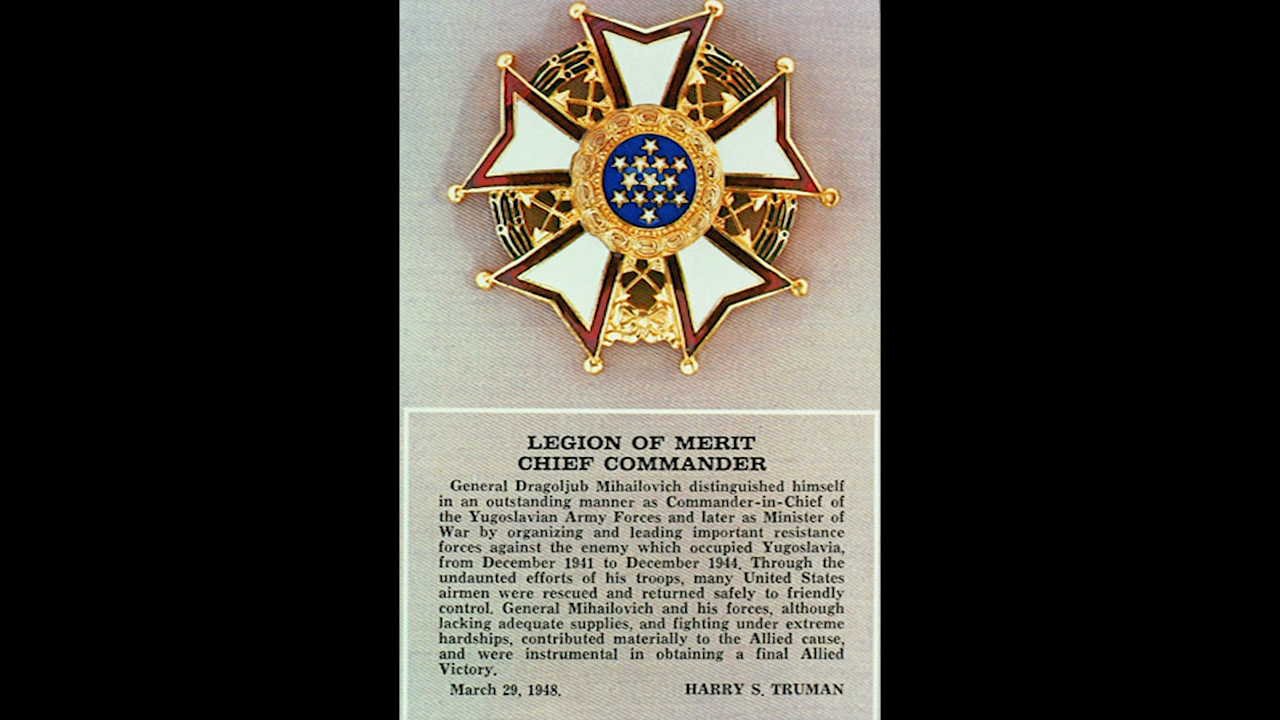 LEGION OF MERIT
CHIEF COMMANDER
General Dragoljub Mihailovich distinguished himself
in an outstanding manner as Commander-in-Chief of
the Yugoslavian Army Forces and later as Minister of
War by organizing and leading important resistance
forces against the enemy which occupied Yugoslavia,
from December 1941 to December 1944. Through the
undaunted efforts of his troops, many United States
airmen were rescued and returned safely to friendly
control. General Mihailovich and his forces, although
lacking adequate supplies, and fighting under extreme
hardships, contributed materially to the Allied cause,
and were instrumental in obtaining a final Allied
Victory.
March 29, 1948. HARRY S. TRUMAN